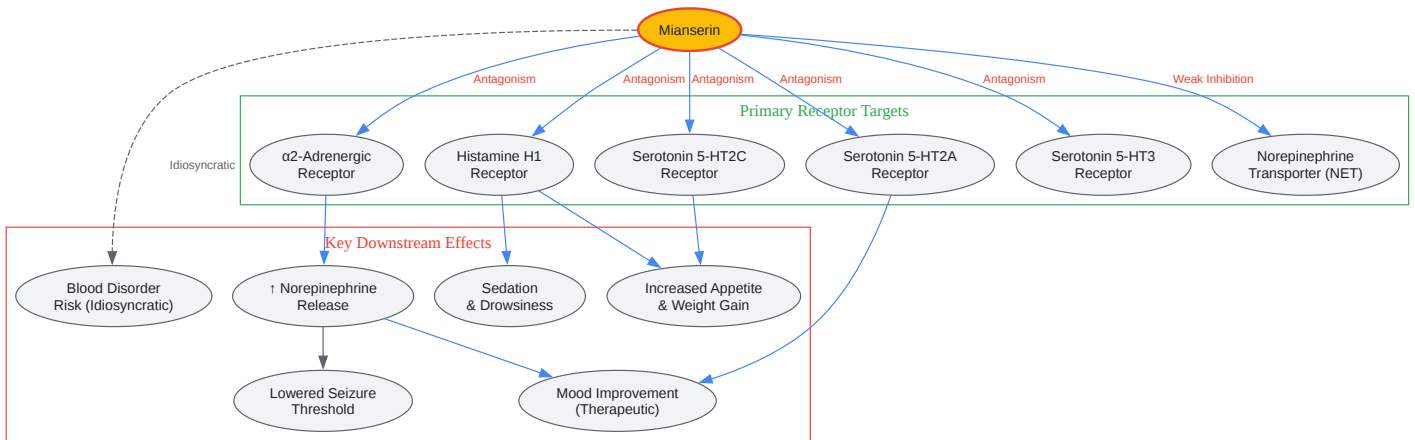 Mianserin
Antagonism
Antagonism
Antagonism
Antagonism
Antagonism
Weak Inhibition
Primary Receptor Targets
Idiosyncratic
α2-Adrenergic
Receptor
Histamine H1
Receptor
Serotonin 5-HT2C
Receptor
Serotonin 5-HT2A
Receptor
Serotonin 5-HT3
Receptor
Norepinephrine
Transporter (NET)
Key Downstream Effects
Blood Disorder
Risk (Idiosyncratic)
↑ Norepinephrine
Release
Sedation
& Drowsiness
Increased Appetite
& Weight Gain
Lowered Seizure
Threshold
Mood Improvement
(Therapeutic)